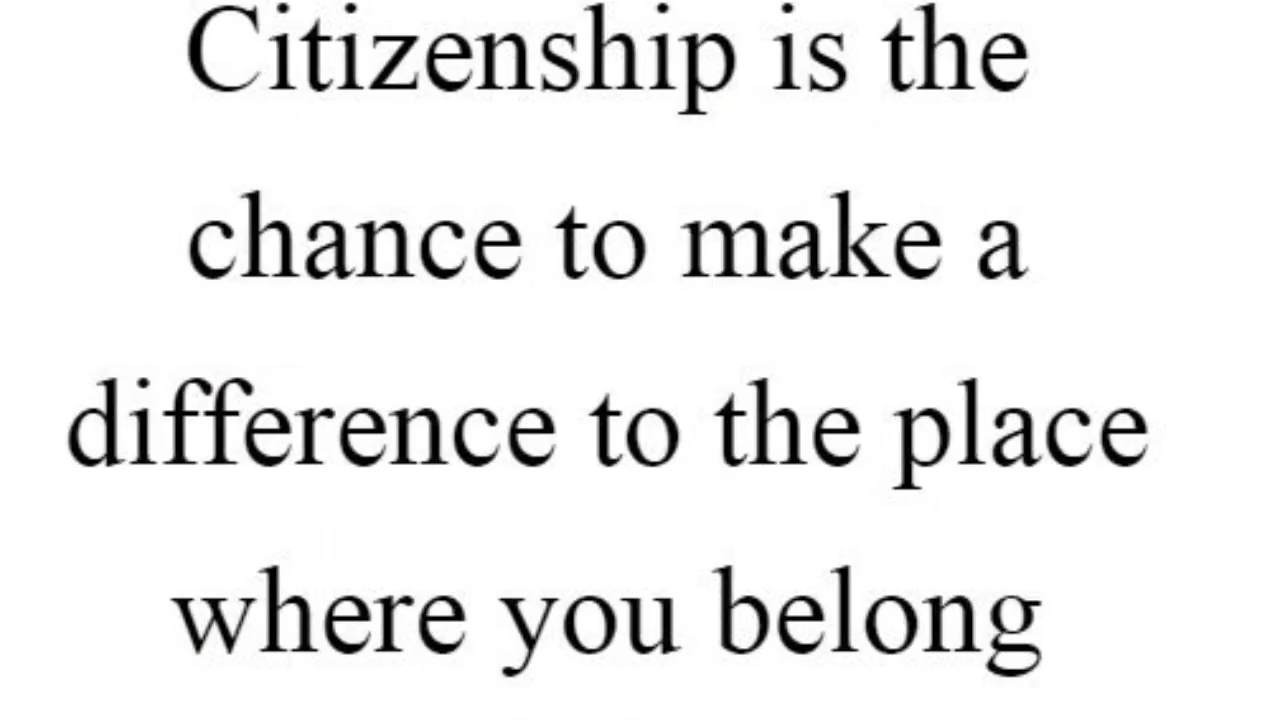 Citizenship is the
chance to make a
difference to the place
where you belong